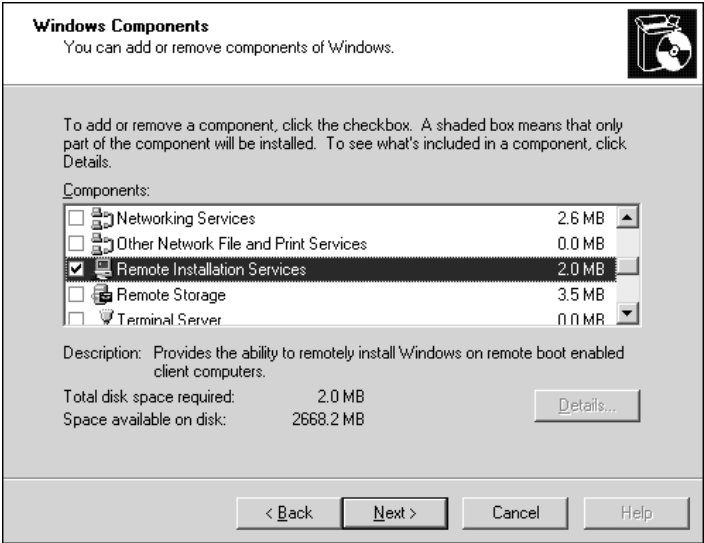 Windows Components
You can add or remove components of Windows.
To add or remove a component, click the checkbox. A shaded box means that only
part of the component will be installed. To see what's included in a component, click
Details.
Components:
Networking Services 2.6 MB
Other Network File and Print Services 0.0 MB
Remote Installation Services 2.0 MB
Remote Storage 3.5 MB
Terminal Server 0.0 MB
Description: Provides the ability to remotely install Windows on remote boot enabled
client computers.
Total disk space required: 2.0 MB
Space available on disk: 2668.2 MB
Details...
< Back Next > Cancel Help